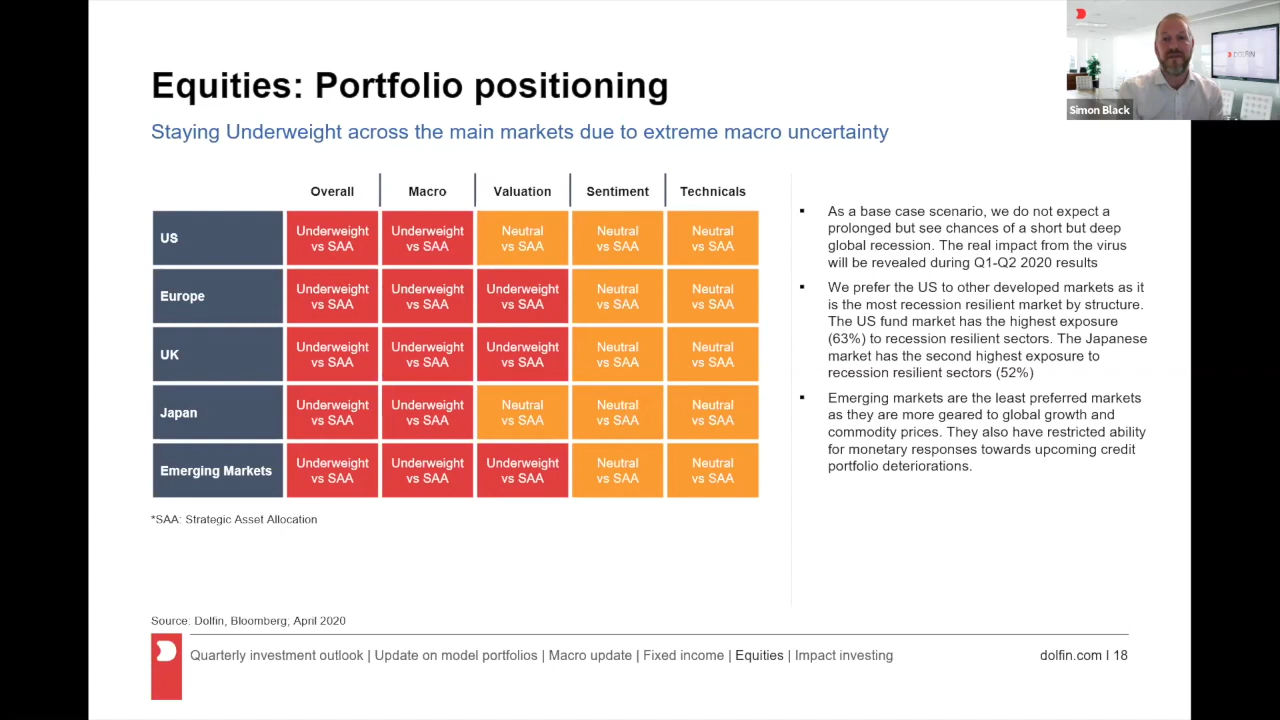 Equities: Portfolio positioning
Staying Underweight across the main markets due to extreme macro uncertainty
DOLFIN
Simon Black
Overall Macro Valuation Sentiment Technicals
US
Underweight vs SAA
Underweight vs SAA
Neutral vs SAA
Neutral vs SAA
Neutral vs SAA
Europe
Underweight vs SAA
Underweight vs SAA
Underweight vs SAA
Neutral vs SAA
Neutral vs SAA
UK
Underweight vs SAA
Underweight vs SAA
Underweight vs SAA
Neutral vs SAA
Neutral vs SAA
Japan
Underweight vs SAA
Underweight vs SAA
Neutral vs SAA
Neutral vs SAA
Neutral vs SAA
Emerging Markets
Underweight vs SAA
Underweight vs SAA
Underweight vs SAA
Neutral vs SAA
Neutral vs SAA
*SAA: Strategic Asset Allocation
▪ As a base case scenario, we do not expect a
prolonged but see chances of a short but deep
global recession. The real impact from the virus
will be revealed during Q1-Q2 2020 results
▪ We prefer the US to other developed markets as it
is the most recession resilient market by structure.
The US fund market has the highest exposure
(63%) to recession resilient sectors. The Japanese
market has the second highest exposure to
recession resilient sectors (52%)
▪ Emerging markets are the least preferred markets
as they are more geared to global growth and
commodity prices. They also have restricted ability
for monetary responses towards upcoming credit
portfolio deteriorations.
Source: Dolfin, Bloomberg, April 2020
Quarterly investment outlook | Update on model portfolios | Macro update | Fixed income | Equities | Impact investing
dolfin.com I 18